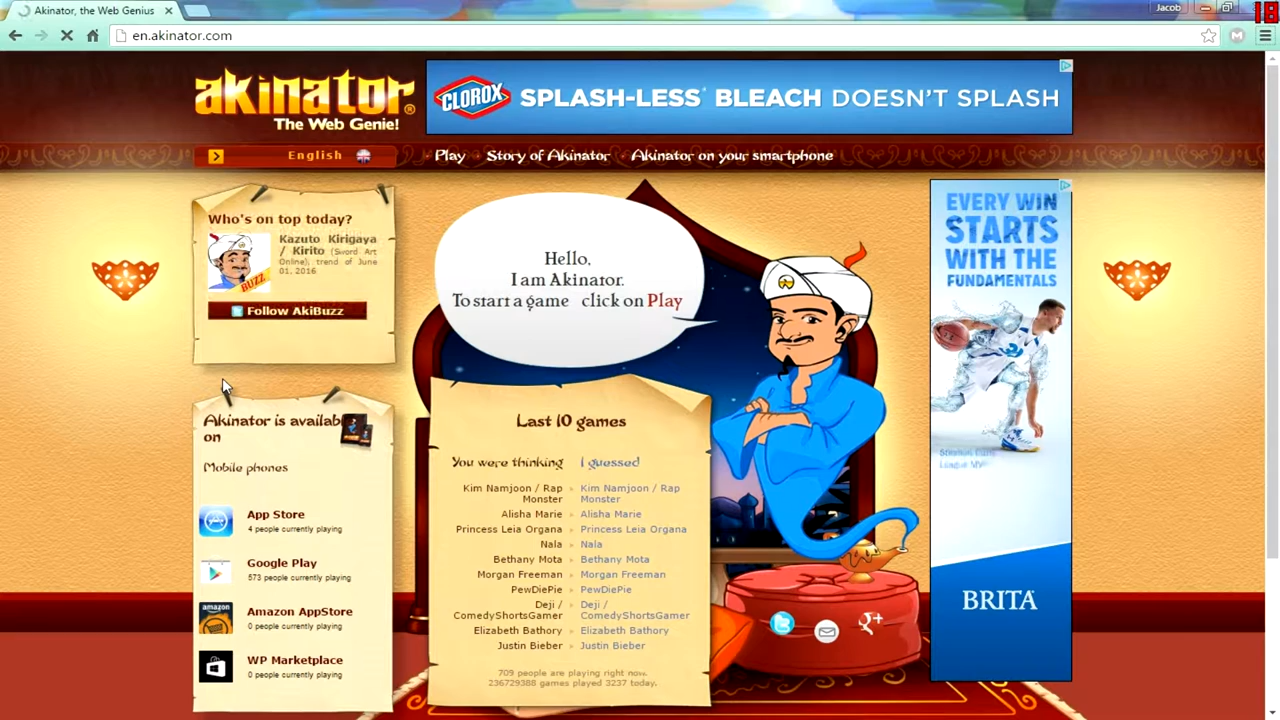 Akinator, the Web Genius
Jacob
18
en.akinator.com
akinator®
The Web Genie!
CLOROX SPLASH-LESS® BLEACH DOESN'T SPLASH
English
Play
Story of Akinator
Akinator on your smartphone
Who's on top today?
Kazuto Kirigaya
/ Kirito (Sword Art
Online), trend of June
01, 2016
BUZZ
Follow AkiBuzz
Hello,
I am Akinator.
To start a game click on Play
EVERY WIN
STARTS
WITH THE
FUNDAMENTALS
BRITA
Akinator is availab
on
Mobile phones
App Store
4 people currently playing
Google Play
573 people currently playing
amazon
Amazon AppStore
0 people currently playing
WP Marketplace
0 people currently playing
Last 10 games
You were thinking I guessed
Kim Namjoon / Rap Kim Namjoon / Rap
Monster Monster
Alisha Marie Alisha Marie
Princess Leia Organa Princess Leia Organa
Nala Nala
Bethany Mota Bethany Mota
Morgan Freeman Morgan Freeman
PewDiePie PewDiePie
Deji / Deji /
ComedyShortsGamer ComedyShortsGamer
Elizabeth Bathory Elizabeth Bathory
Justin Bieber Justin Bieber
709 people are playing right now.
236729388 games played 3237 today.